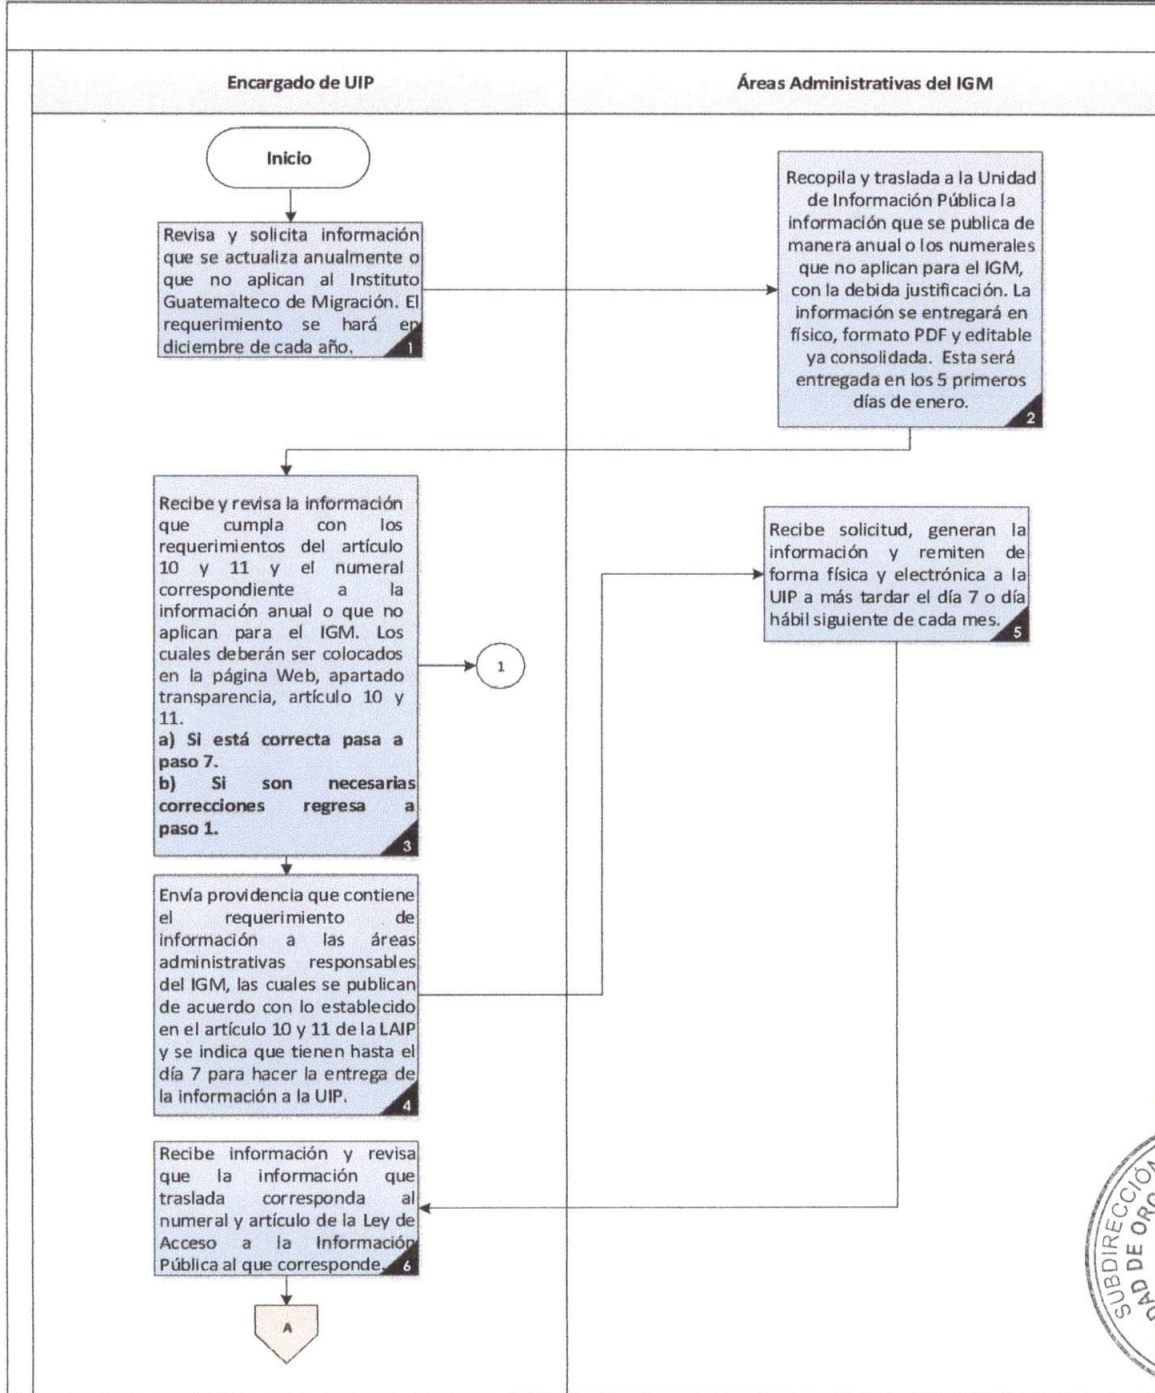 Encargado de UIP
Áreas Administrativas del IGM
Inicio
Revisa y solicita información
que se actualiza anualmente o
que no aplican al Instituto
Guatemalteco de Migración. El
requerimiento se hará en
diciembre de cada año.
1
Recopila y traslada a la Unidad
de Información Pública la
información que se publica de
manera anual o los numerales
que no aplican para el IGM,
con la debida justificación. La
información se entregará en
físico, formato PDF y editable
ya consolidada. Esta será
entregada en los 5 primeros
días de enero.
2
Recibe y revisa la información
que cumpla con los
requerimientos del artículo
10 y 11 y el numeral
correspondiente a la
información anual o que no
aplican para el IGM. Los
cuales deberán ser colocados
en la página Web, apartado
transparencia, artículo 10 y
11.
a) Si está correcta pasa a
paso 7.
b) Si son necesarias
correcciones regresa a
paso 1.
3
1
Envía providencia que contiene
el requerimiento de
información a las áreas
administrativas responsables
del IGM, las cuales se publican
de acuerdo con lo establecido
en el artículo 10 y 11 de la LAIP
y se indica que tienen hasta el
día 7 para hacer la entrega de
la información a la UIP.
4
Recibe solicitud, generan la
información y remiten de
forma física y electrónica a la
UIP a más tardar el día 7 o día
hábil siguiente de cada mes.
5
Recibe información y revisa
que la información que
traslada corresponda al
numeral y artículo de la Ley de
Acceso a la Información
Pública al que corresponde.
6
A
SUBDIRECCIÓN
DAD DE ORG